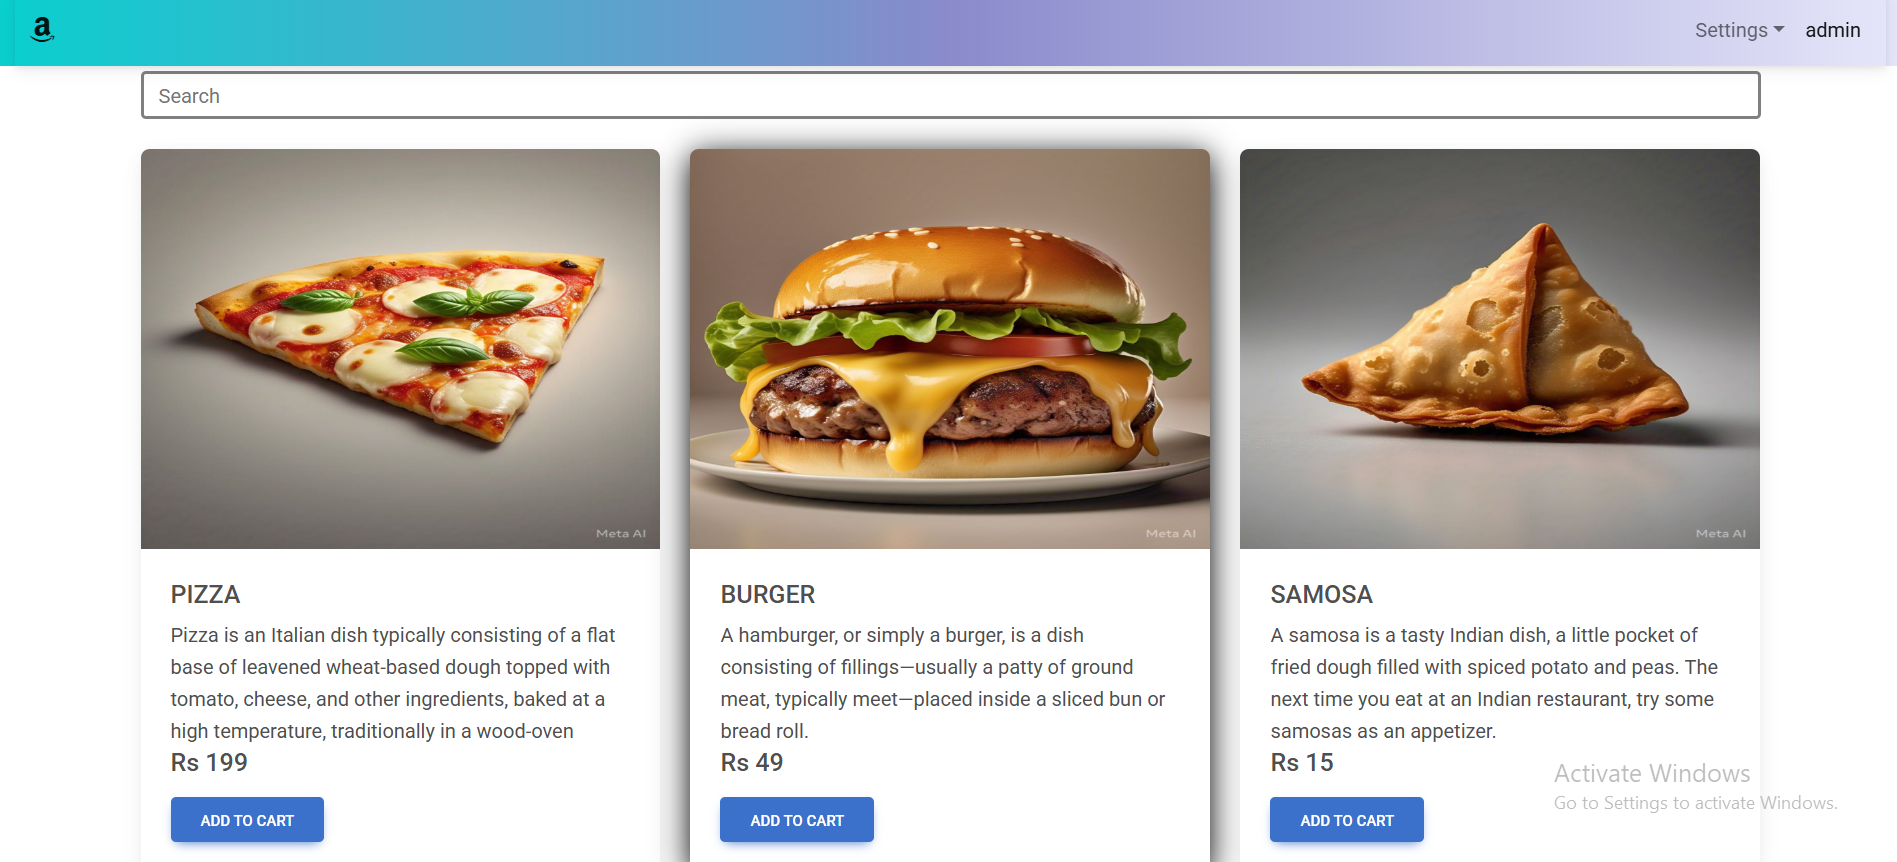 a
Settings admin
Search
Meta AI
Meta AI
Meta AI
PIZZA
Pizza is an Italian dish typically consisting of a flat
base of leavened wheat-based dough topped with
tomato, cheese, and other ingredients, baked at a
high temperature, traditionally in a wood-oven
Rs 199
ADD TO CART
BURGER
A hamburger, or simply a burger, is a dish
consisting of fillings—usually a patty of ground
meat, typically meet—placed inside a sliced bun or
bread roll.
Rs 49
ADD TO CART
SAMOSA
A samosa is a tasty Indian dish, a little pocket of
fried dough filled with spiced potato and peas. The
next time you eat at an Indian restaurant, try some
samosas as an appetizer.
Rs 15
ADD TO CART
Activate Windows
Go to Settings to activate Windows.